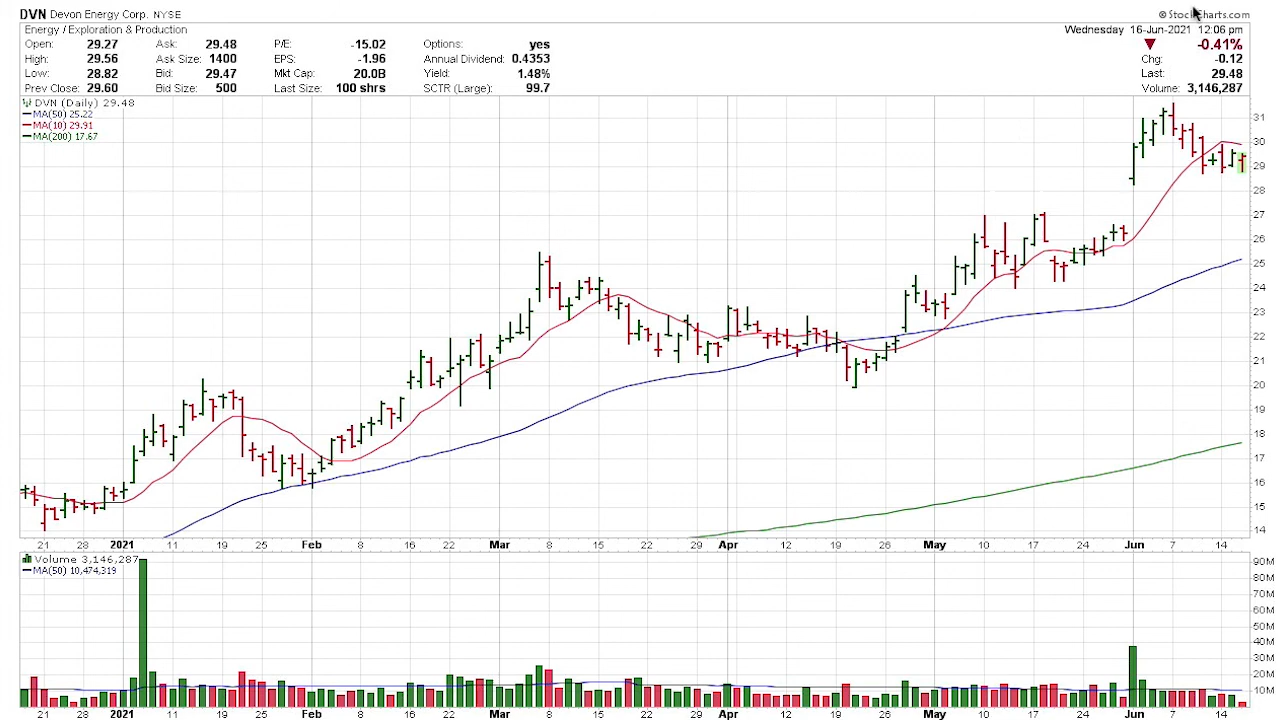 DVN Devon Energy Corp. NYSE
Energy / Exploration & Production
Wednesday 16-Jun-2021 12:06 pm
Open: 29.27 Ask: 29.48 P/E: -15.02 Options: yes -0.41%
High: 29.56 Ask Size: 1400 EPS: -1.96 Annual Dividend: 0.4353 Chg: -0.12
Low: 28.82 Bid: 29.47 Mkt Cap: 20.0B Yield: 1.48% Last: 29.48
Prev Close: 29.60 Bid Size: 500 Last Size: 100 shrs SCTR (Large): 99.7 Volume: 3,146,287
DVN (Daily) 29.48
MA(50) 25.22
MA(10) 29.91
MA(200) 17.67
31
30
29
28
27
26
25
24
23
22
21
20
19
18
17
16
15
14
21 28 2021 11 19 25 Feb 8 16 22 Mar 8 15 22 29 Apr 12 19 26 May 10 17 24 Jun 7 14
Volume 3,146,287
MA(50) 10,474,319
90M
80M
70M
60M
50M
40M
30M
20M
10M
21 28 2021 11 19 25 Feb 8 16 22 Mar 8 15 22 29 Apr 12 19 26 May 10 17 24 Jun 7 14